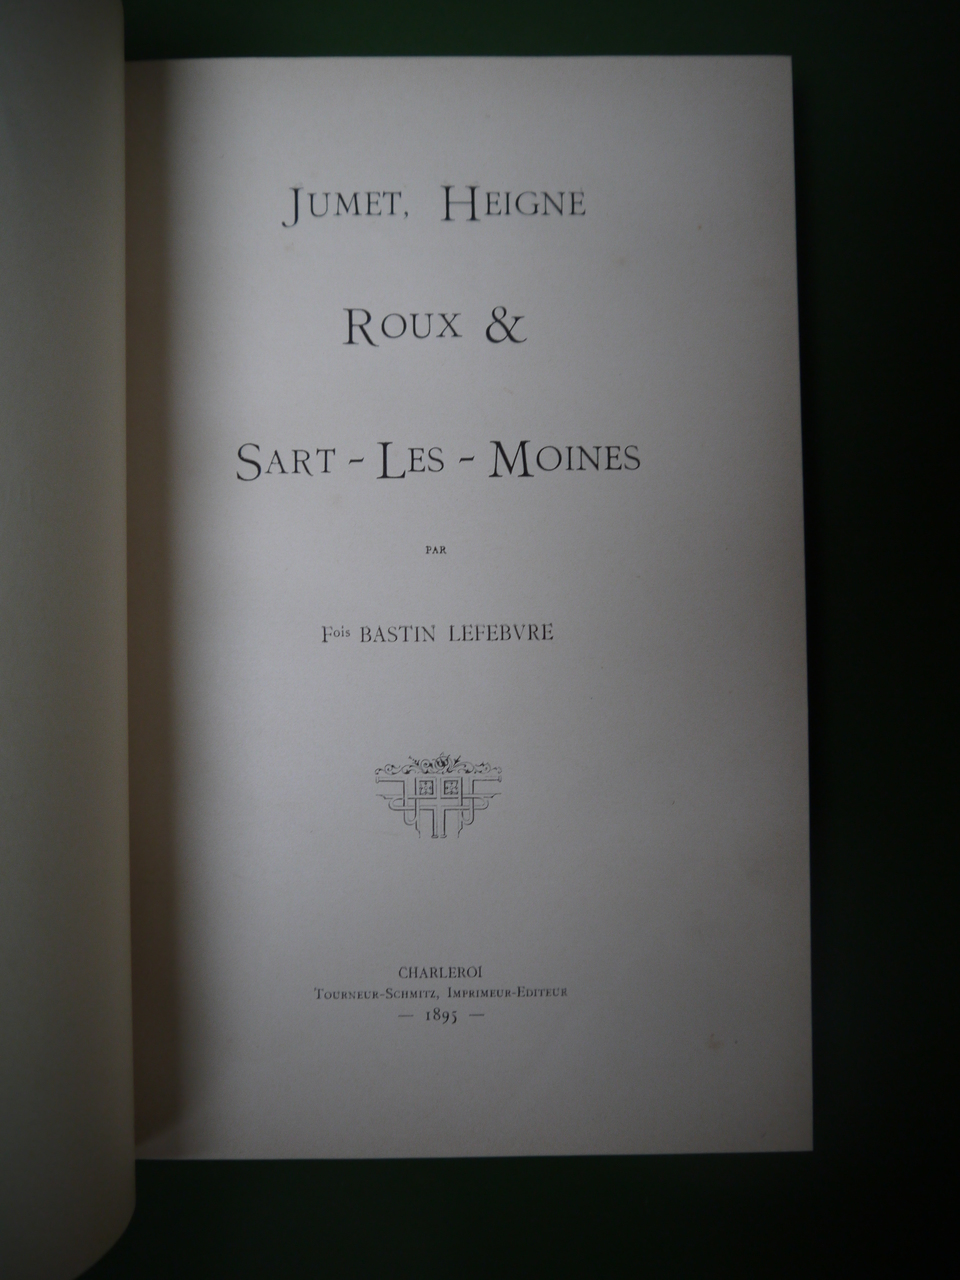 JUMET, HEIGNE
ROUX &
SART - LES - MOINES
PAR
Fois BASTIN LEFEBVRE
CHARLEROI
TOURNEUR-SCHMITZ, IMPRIMEUR-EDITEUR
— 1895 —